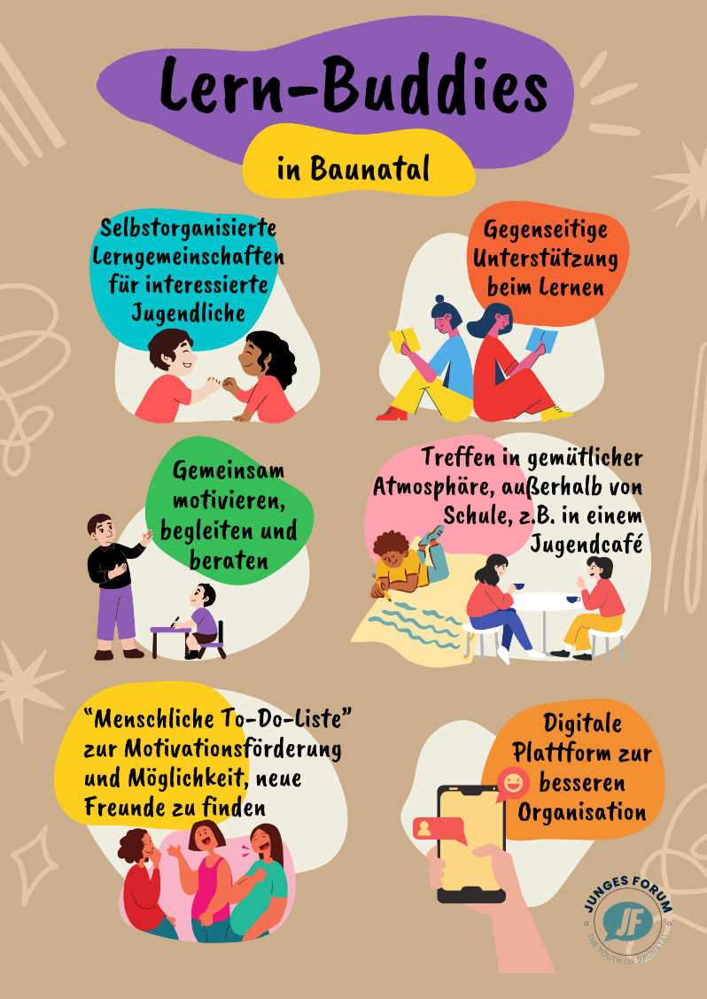 Lern-Buddies
in Baunatal
Selbstorganisierte
Lerngemeinschaften
für interessierte
Jugendliche
Gegenseitige
Unterstützung
beim Lernen
Gemeinsam
motivieren,
begleiten und
beraten
Treffen in gemütlicher
Atmosphäre, außerhalb von
Schule, z.B. in einem
Jugendcafé
"Menschliche To-Do-Liste"
zur Motivationsförderung
und Möglichkeit, neue
Freunde zu finden
Digitale
Plattform zur
besseren
Organisation
JUNGES FORUM
JF
THE YOUTH OF BAUNATAL